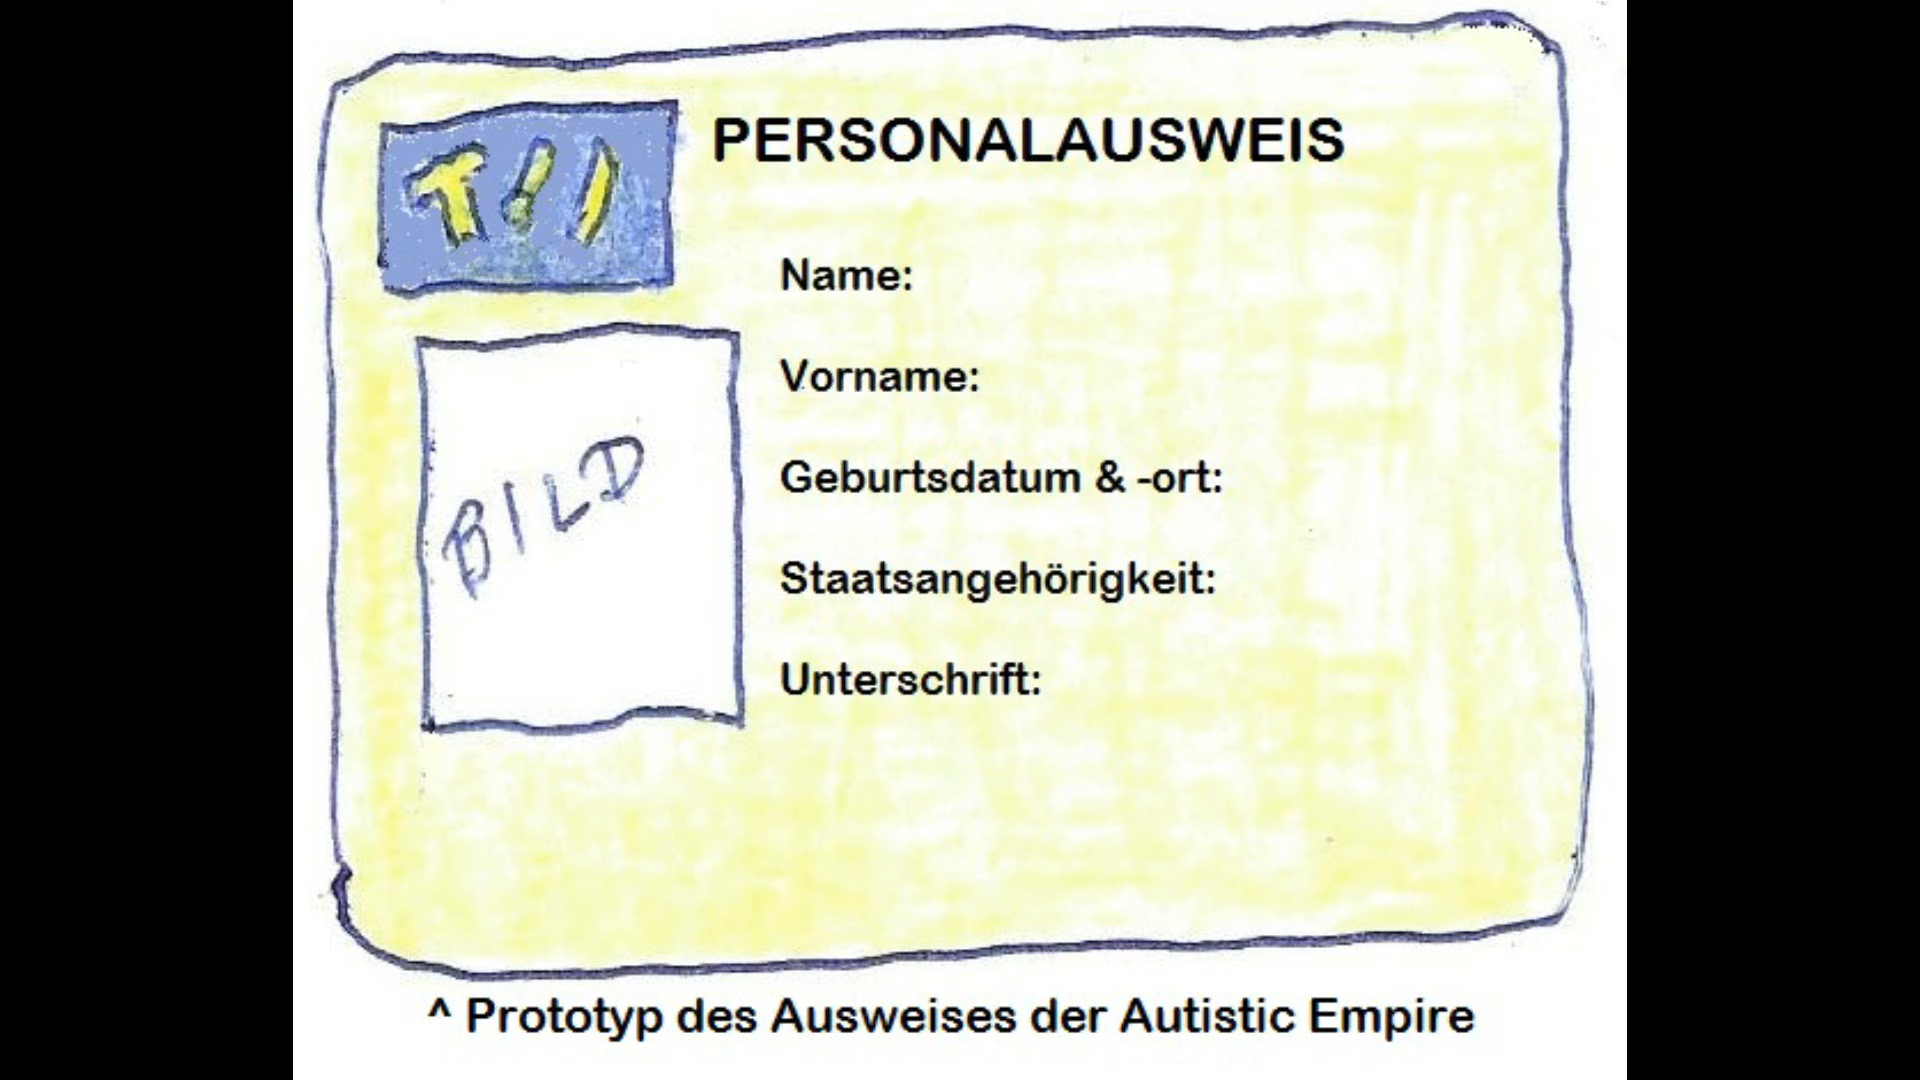 T!)
PERSONALAUSWEIS
Name:
Vorname:
BILD
Geburtsdatum & -ort:
Staatsangehörigkeit:
Unterschrift:
^ Prototyp des Ausweises der Autistic Empire